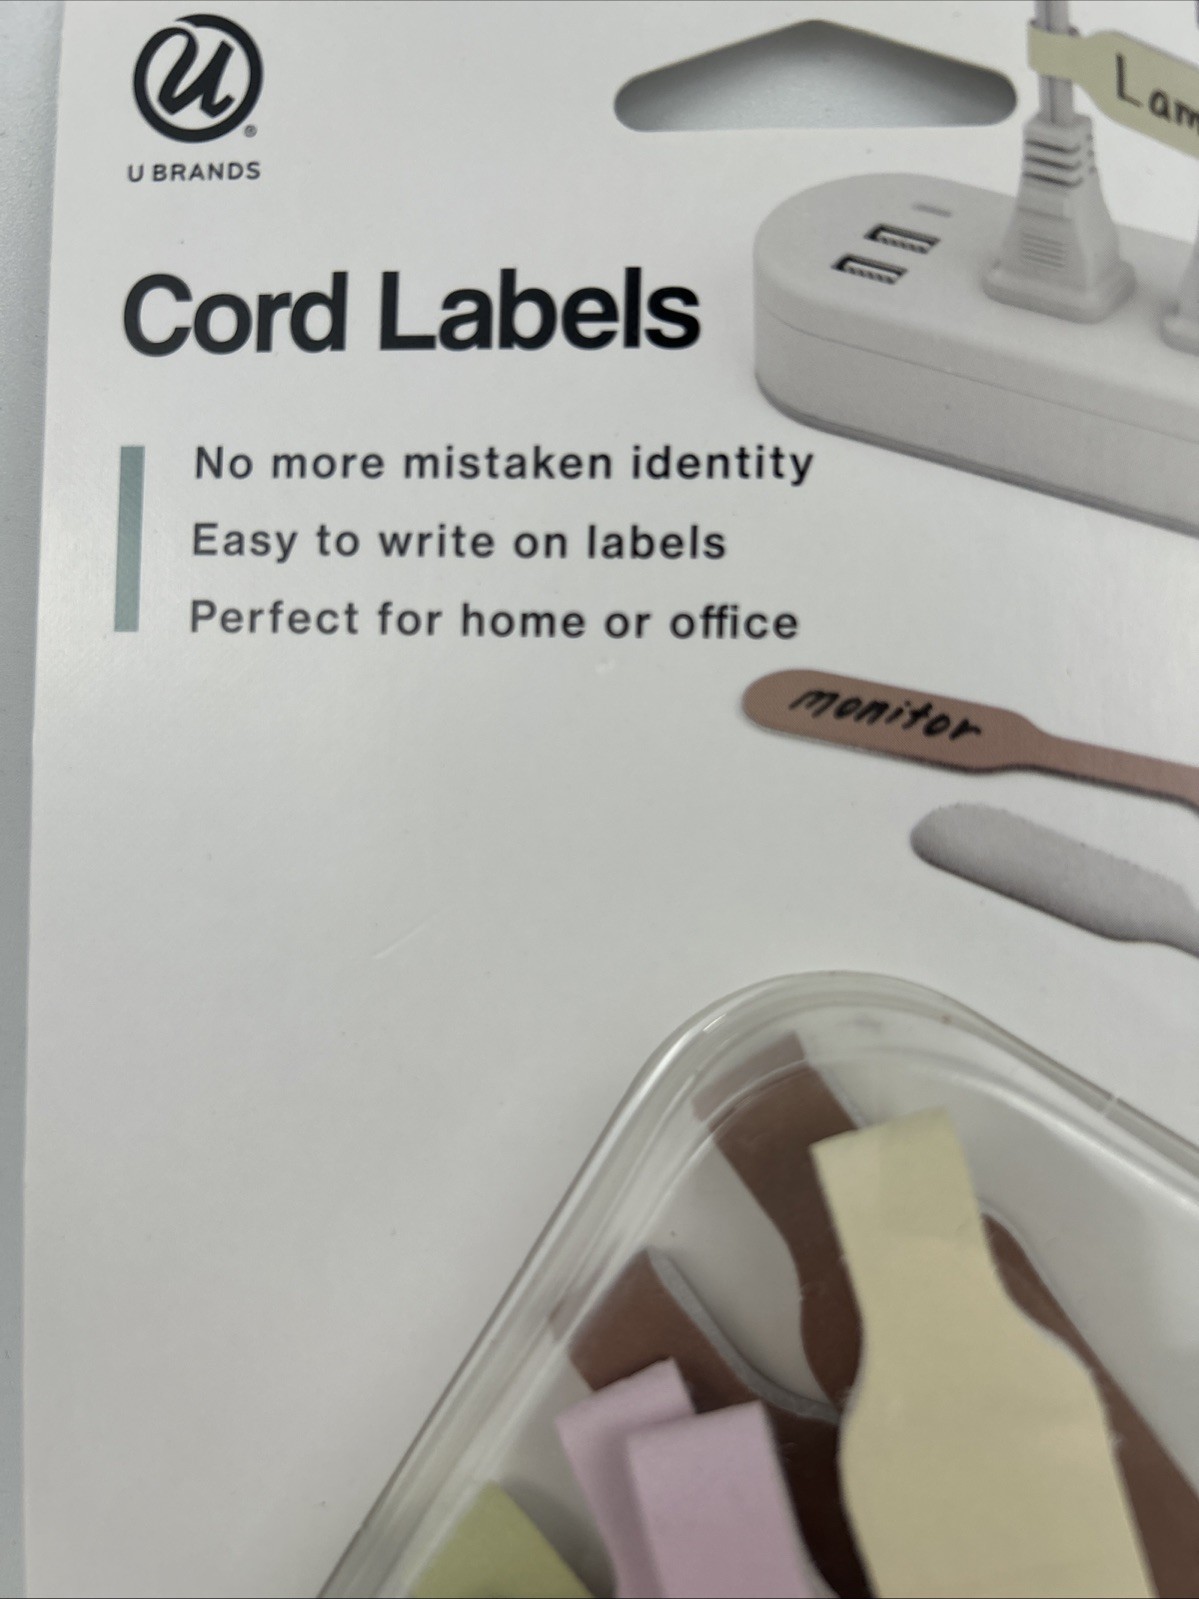 U
U BRANDS
Cord Labels
No more mistaken identity
Easy to write on labels
Perfect for home or office
monitor